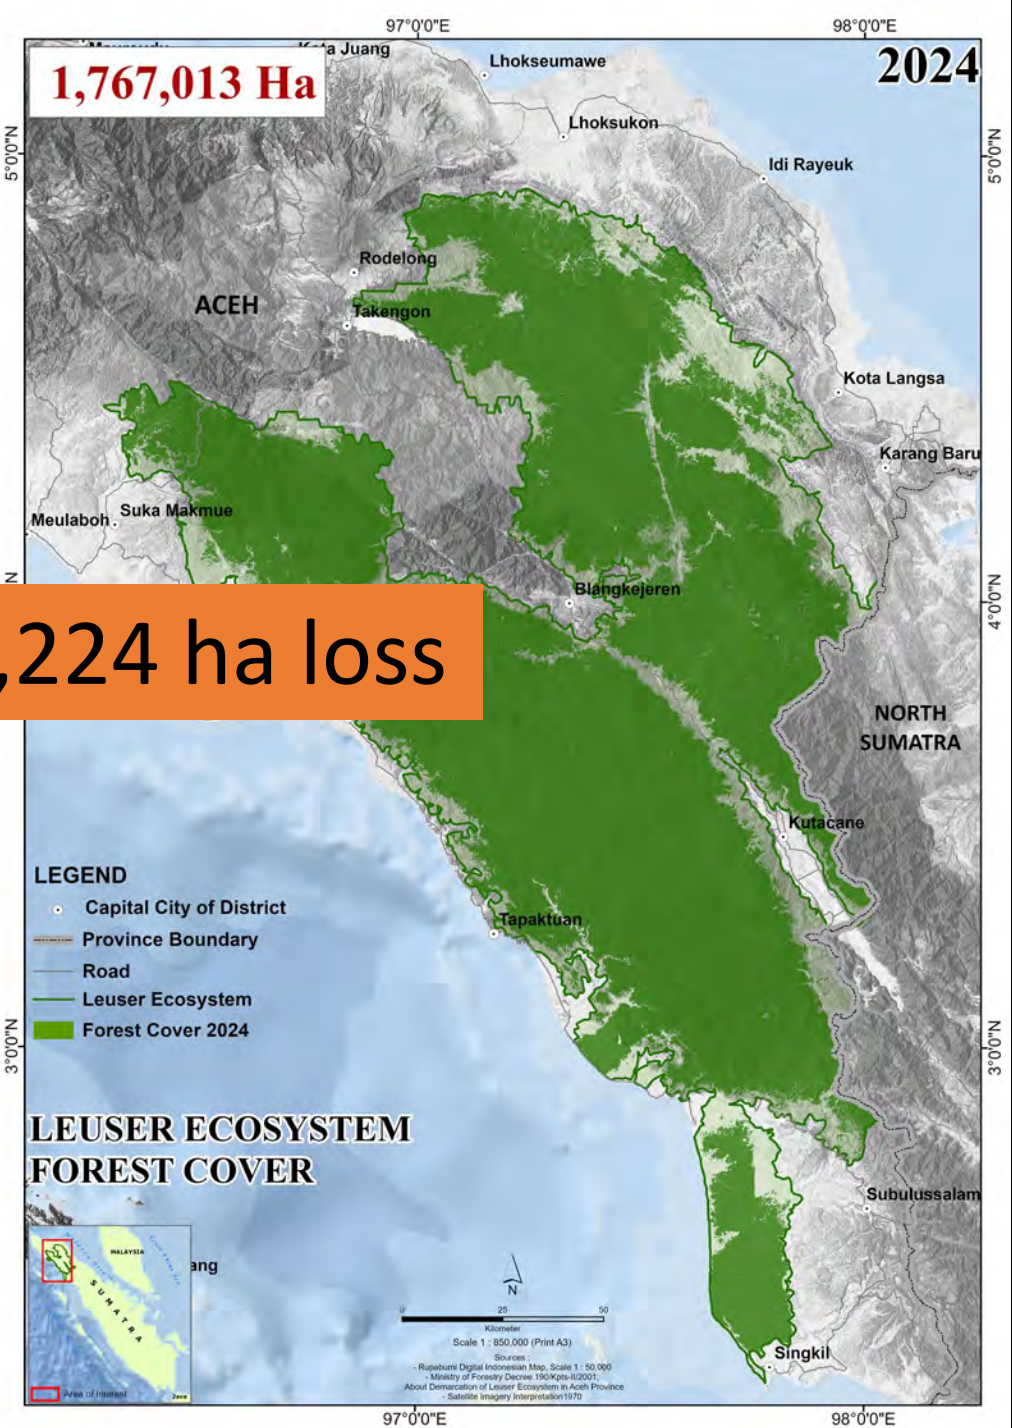 97°0'0"E
98°0'0"E
Kota Juang
1,767,013 Ha
2024
Lhokseumawe
Lhoksukon
Idi Rayeuk
5°0'0"N
5°0'0"N
Rodelong
ACEH
Takengon
Kota Langsa
Karang Baru
Suka Makmue
Meulaboh
N
Blangkejeren
4°0'0"N
,224 ha loss
NORTH
SUMATRA
Kutacane
LEGEND
Capital City of District
Province Boundary
Road
Leuser Ecosystem
Forest Cover 2024
Tapaktuan
3°0'0"N
3°0'0"N
LEUSER ECOSYSTEM
FOREST COVER
Subulussalam
MALAYSIA
SUMATRA
Java
Area of Interest
ang
N
0 25 50
Kilometer
Scale 1 : 850,000 (Print A3)
Sources :
- Rupabumi Digital Indonesian Map, Scale 1 : 50,000
- Ministry of Forestry Decree 190/Kpts-II/2001,
About Demarcation of Leuser Ecosystem in Aceh Province
- Satellite Imagery Interpretation1970
Singkil
97°0'0"E
98°0'0"E